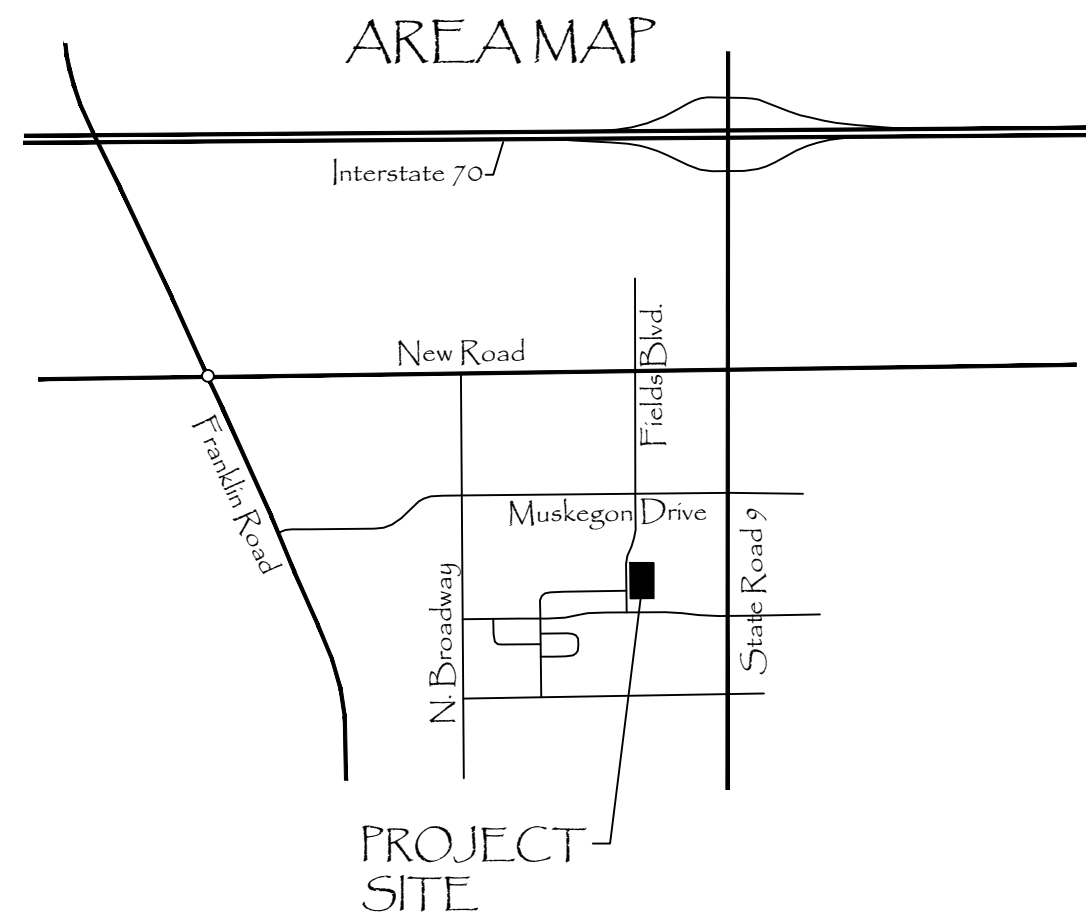 AREA MAP
Interstate 70
New Road
Fields Blvd.
Franklin Road
Muskegon Drive
State Road 9
N. Broadway
PROJECT
SITE